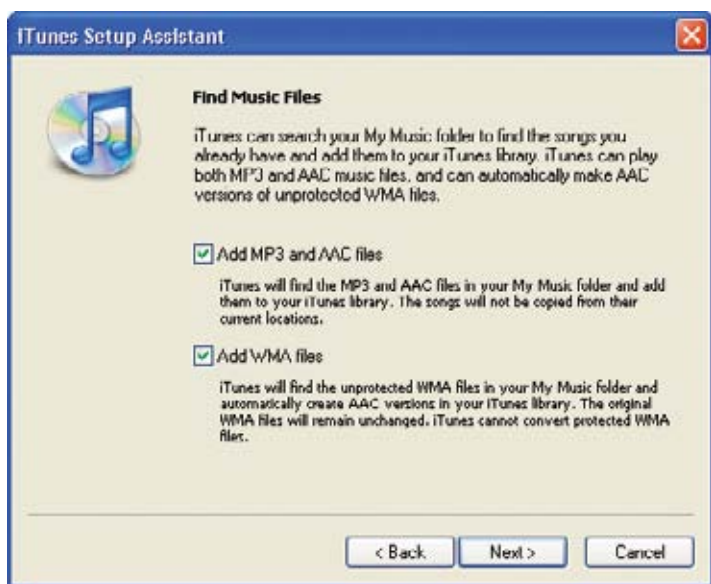 iTunes Setup Assistant
Find Music Files
iTunes can search your My Music folder to find the songs you
already have and add them to your iTunes library. iTunes can play
both MP3 and AAC music files, and can automatically make AAC
versions of unprotected WMA files.
Add MP3 and AAC files
iTunes will find the MP3 and AAC files in your My Music folder and add
them to your iTunes library. The songs will not be copied from their
current locations.
Add WMA files
iTunes will find the unprotected WMA files in your My Music folder and
automatically create AAC versions in your iTunes library. The original
WMA files will remain unchanged. iTunes cannot convert protected WMA
files.
< Back Next > Cancel